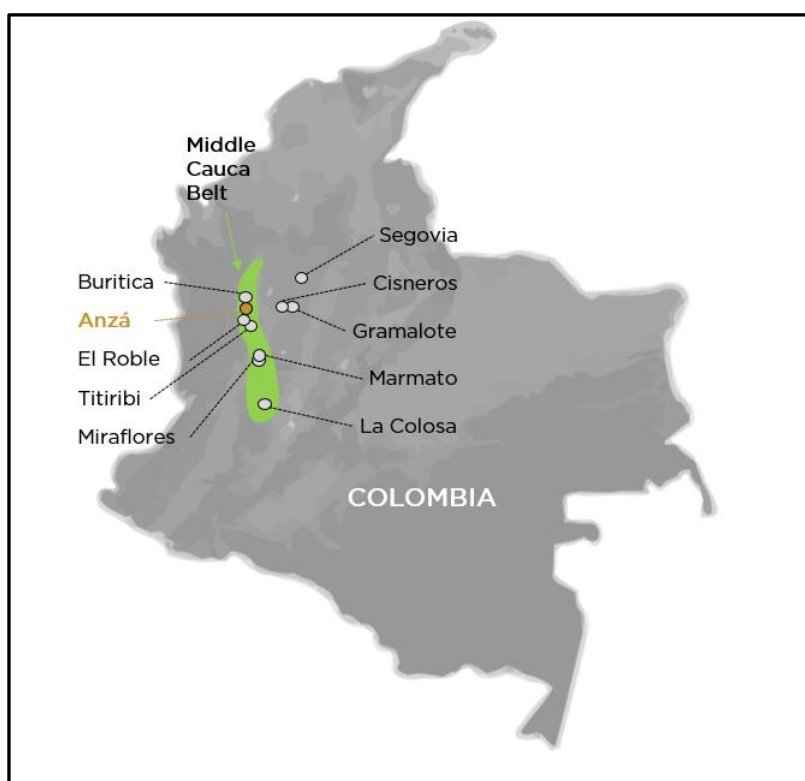 Middle
Cauca
Belt
Segovia
Buritica
Cisneros
Anzá
Gramalote
El Roble
Marmato
Titiribi
La Colosa
Miraflores
COLOMBIA